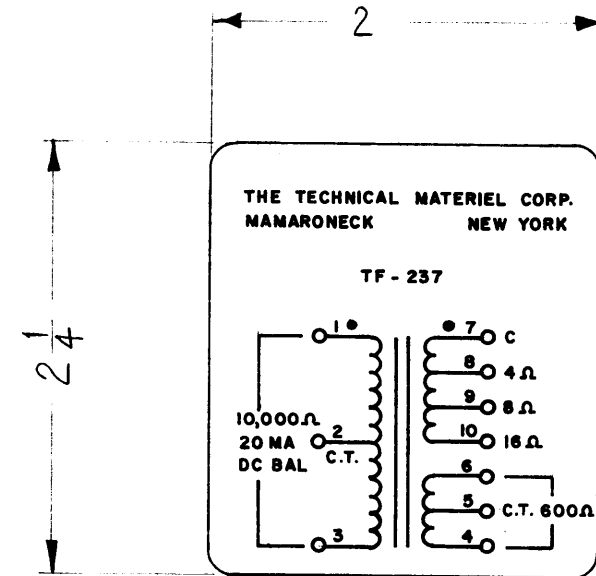 2
2 1/4
THE TECHNICAL MATERIEL CORP.
MAMARONECK NEW YORK
TF - 237
1 7 C
8 4Ω
9 8Ω
10,000Ω 2 10 16Ω
20 MA C.T. 6
DC BAL 5 C.T. 600Ω
3 4